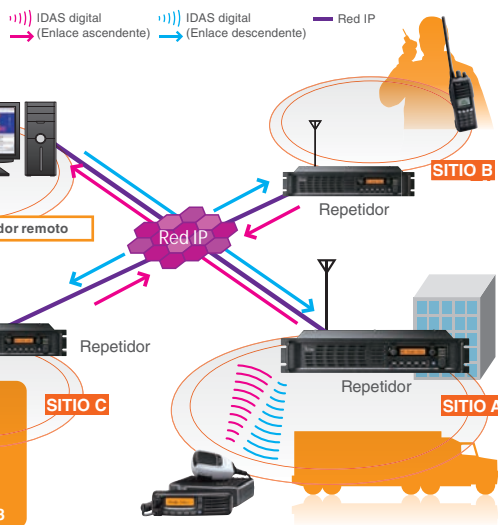 IDAS digital
(Enlace ascendente)
IDAS digital
(Enlace descendente)
Red IP
SITIO B
Repetidor
remoto
Red IP
Repetidor
Repetidor
SITIO C
SITIO A